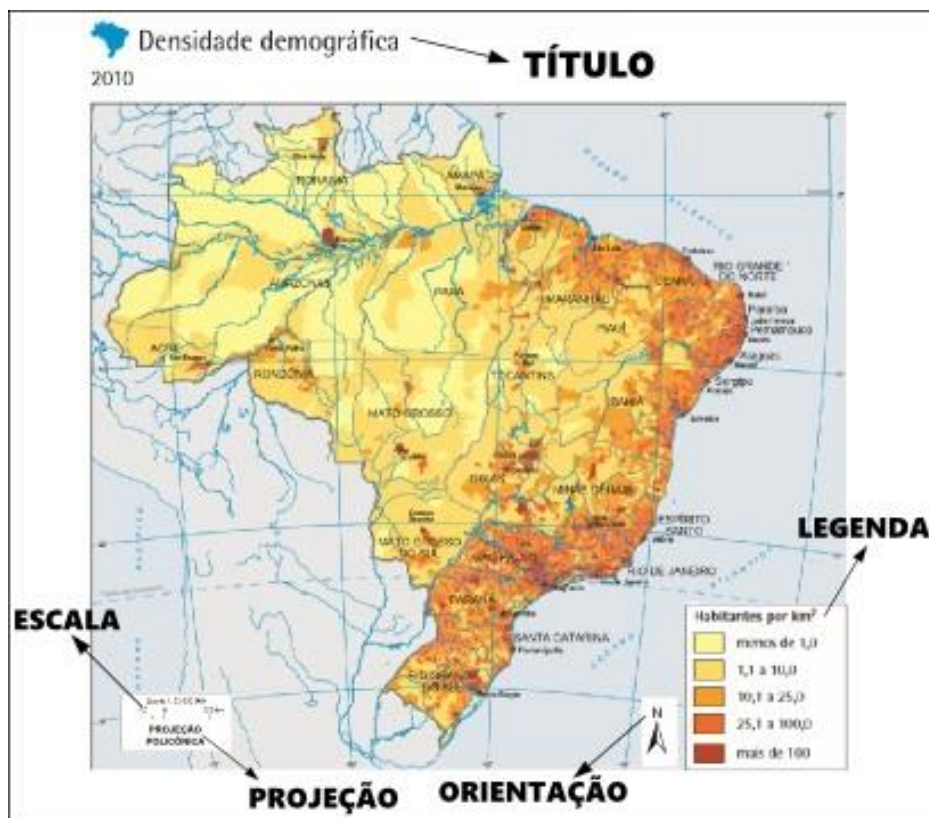 Densidade demográfica
TÍTULO
2010
RORAIMA
AMAPÁ
AMAZONAS
PARÁ
MARANHÃO
CEARÁ
RIO GRANDE
DO NORTE
Paraíba
Pernambuco
PIAUÍ
Alagoas
ACRE
RONDÔNIA
TOCANTINS
Sergipe
BAHIA
MATO GROSSO
GOIÁS
MINAS GERAIS
ESPÍRITO
SANTO
LEGENDA
MATO GROSSO
DO SUL
SÃO PAULO
RIO DE JANEIRO
PARANÁ
ESCALA
SANTA CATARINA
Florianópolis
RIO GRANDE
DO SUL
Porto Alegre
Habitantes por km²
menos de 1,0
1,1 a 10,0
10,1 a 25,0
25,1 a 100,0
mais de 100
N
PROJEÇÃO
POLICÔNICA
PROJEÇÃO
ORIENTAÇÃO